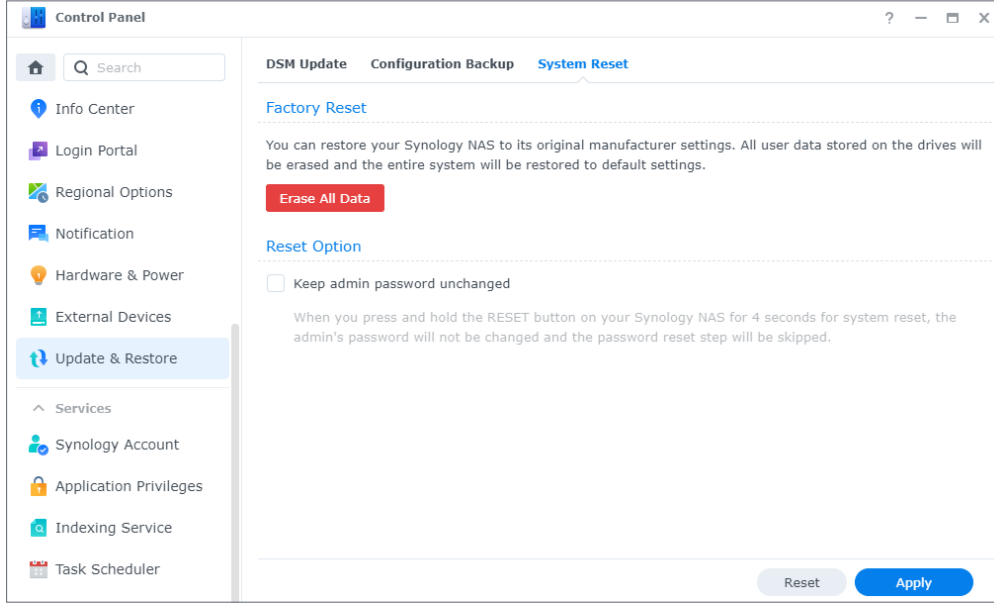 Control Panel
?
Search
Info Center
Login Portal
Regional Options
Notification
Hardware & Power
External Devices
Update & Restore
Services
Synology Account
Application Privileges
Indexing Service
Task Scheduler
DSM Update Configuration Backup System Reset
Factory Reset
You can restore your Synology NAS to its original manufacturer settings. All user data stored on the drives will
be erased and the entire system will be restored to default settings.
Erase All Data
Reset Option
Keep admin password unchanged
When you press and hold the RESET button on your Synology NAS for 4 seconds for system reset, the
admin's password will not be changed and the password reset step will be skipped.
Reset Apply